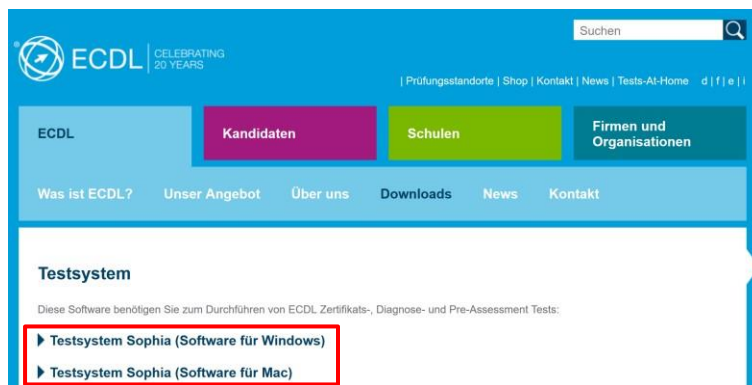 Suchen
ECDL CELEBRATING
20 YEARS
| Prüfungsstandorte | Shop | Kontakt | News | Tests-At-Home d | f | e | i
ECDL Kandidaten Schulen Firmen und
Organisationen
Was ist ECDL? Unser Angebot Über uns Downloads News Kontakt
Testsystem
Diese Software benötigen Sie zum Durchführen von ECDL Zertifikats-, Diagnose- und Pre-Assessment Tests:
Testsystem Sophia (Software für Windows)
Testsystem Sophia (Software für Mac)